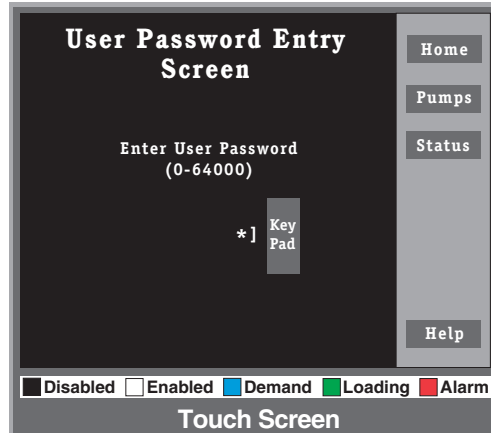 User Password Entry
Screen
Home
Pumps
Enter User Password
(0-64000)
Status
*]
Key
Pad
Help
Disabled Enabled Demand Loading Alarm
Touch Screen